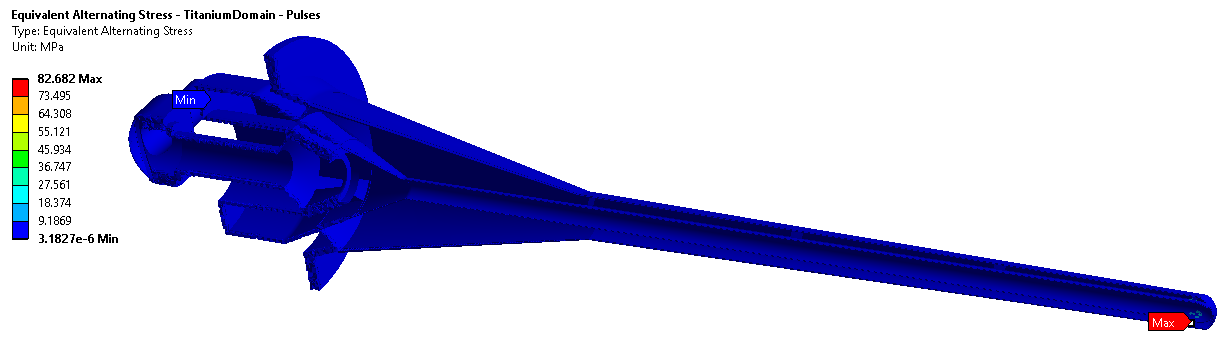 Equivalent Alternating Stress - TitaniumDomain - Pulses
Type: Equivalent Alternating Stress
Unit: MPa
82.682 Max
73.495
64.308
55.121
45.934
36.747
27.561
18.374
9.1869
3.1827e-6 Min
Min
Max